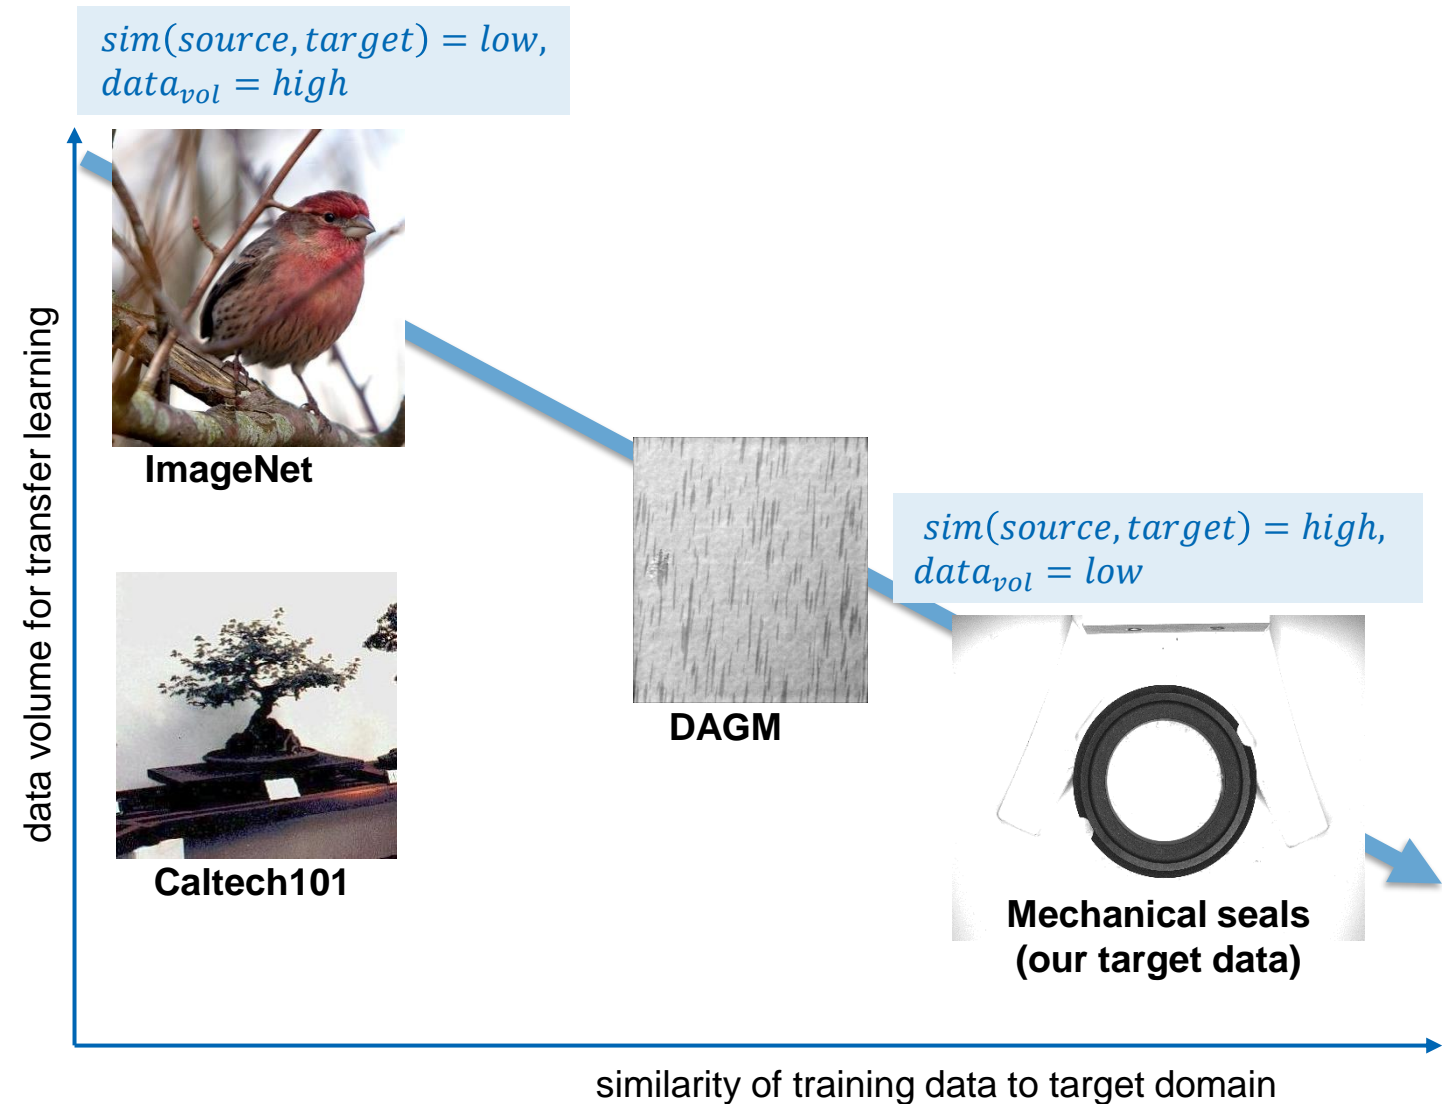 sim(source, target) = low,
data_vol = high
data volume for transfer learning
ImageNet
sim(source, target) = high,
data_vol = low
DAGM
Caltech101
Mechanical seals
(our target data)
similarity of training data to target domain